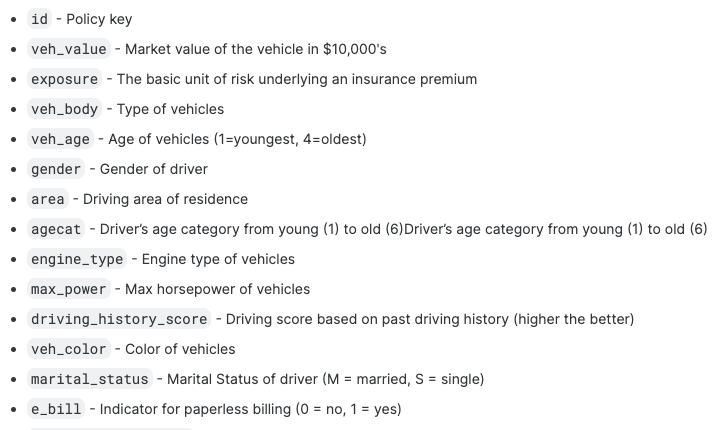 • id - Policy key
• veh_value - Market value of the vehicle in $10,000's
• exposure - The basic unit of risk underlying an insurance premium
• veh_body - Type of vehicles
• veh_age - Age of vehicles (1=youngest, 4=oldest)
• gender - Gender of driver
• area - Driving area of residence
• agecat - Driver’s age category from young (1) to old (6)Driver’s age category from young (1) to old (6)
• engine_type - Engine type of vehicles
• max_power - Max horsepower of vehicles
• driving_history_score - Driving score based on past driving history (higher the better)
• veh_color - Color of vehicles
• marital_status - Marital Status of driver (M = married, S = single)
• e_bill - Indicator for paperless billing (0 = no, 1 = yes)